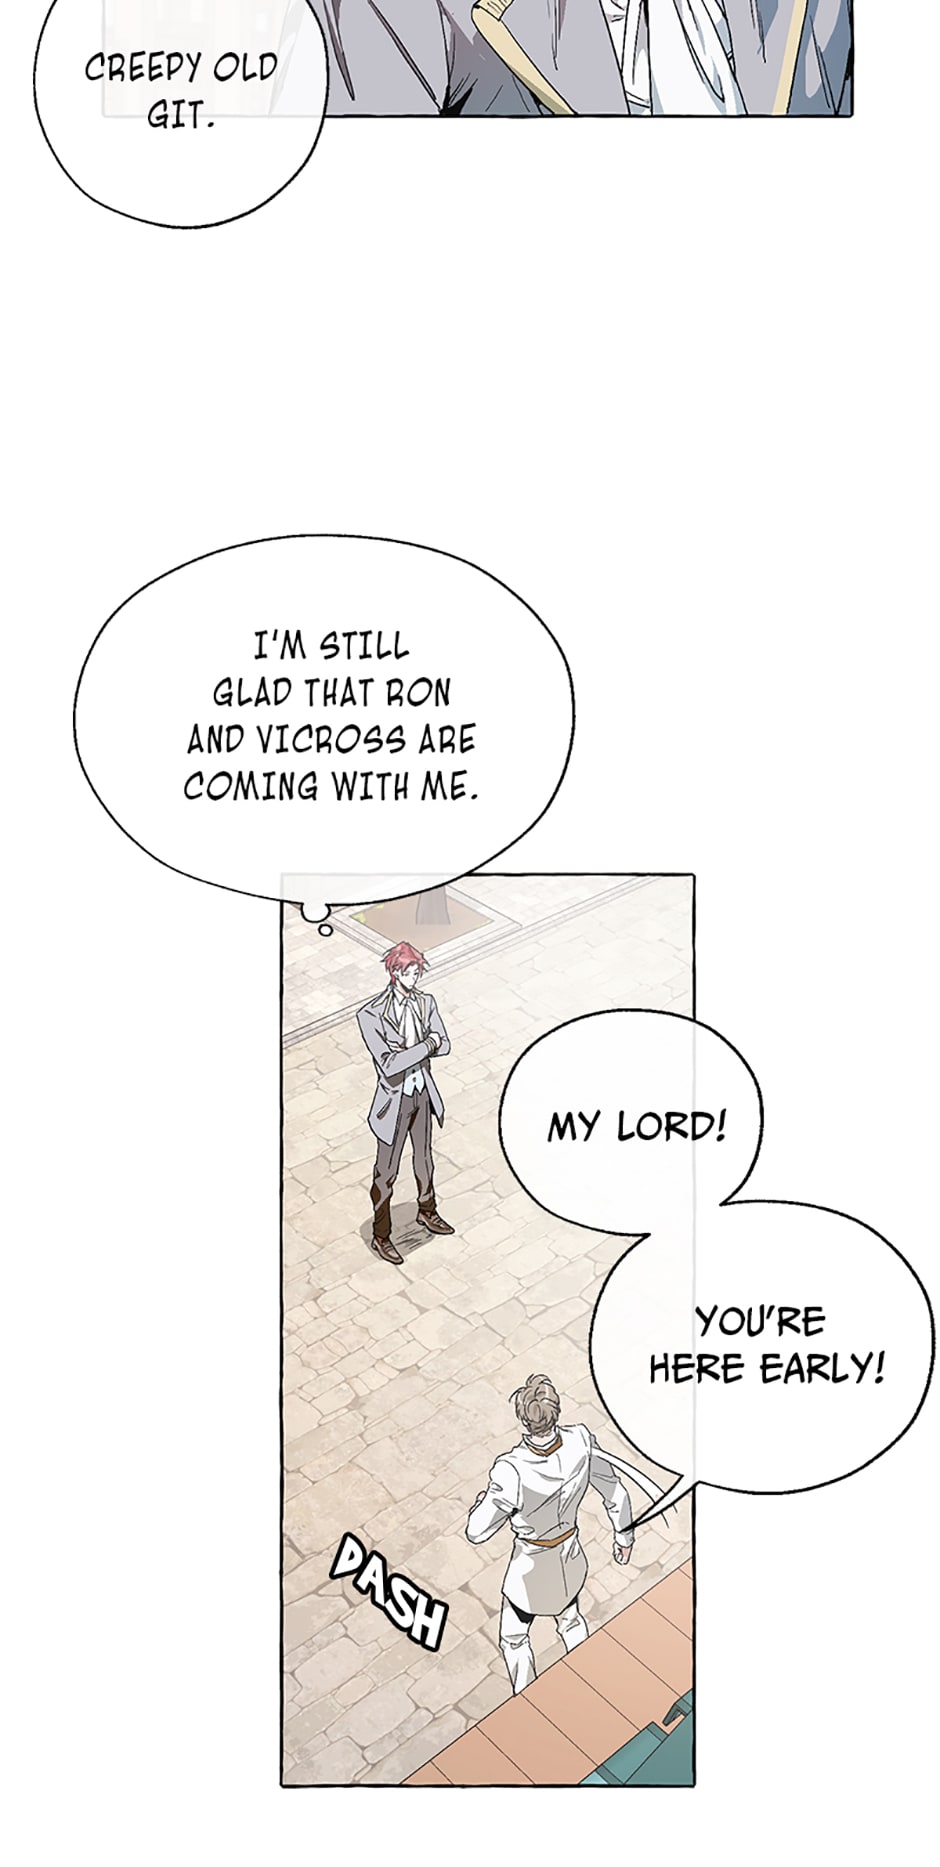 CREEPY OLD
GIT.
I'M STILL
GLAD THAT RON
AND VICROSS ARE
COMING WITH ME.
MY LORD!
YOU'RE
HERE EARLY!
DASH